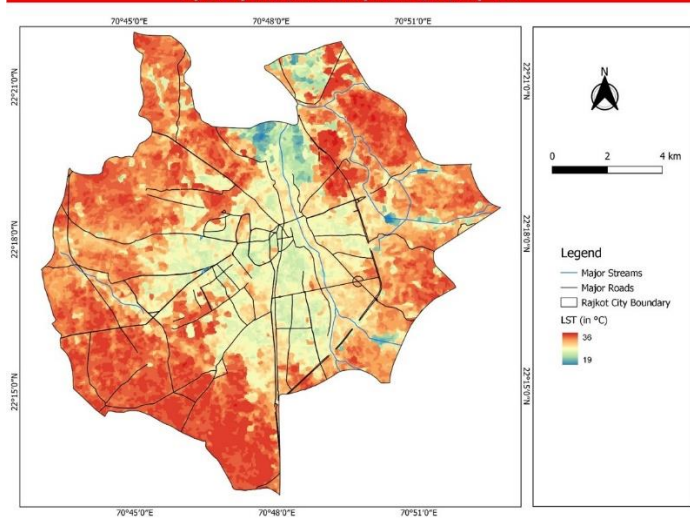 70°45'0"E 70°48'0"E 70°51'0"E
22°21'0"N
22°18'0"N
22°15'0"N
22°21'0"N
22°18'0"N
22°15'0"N
70°45'0"E 70°48'0"E 70°51'0"E
N
0 2 4 km
Legend
Major Streams
Major Roads
Rajkot City Boundary
LST (in °C)
36
19